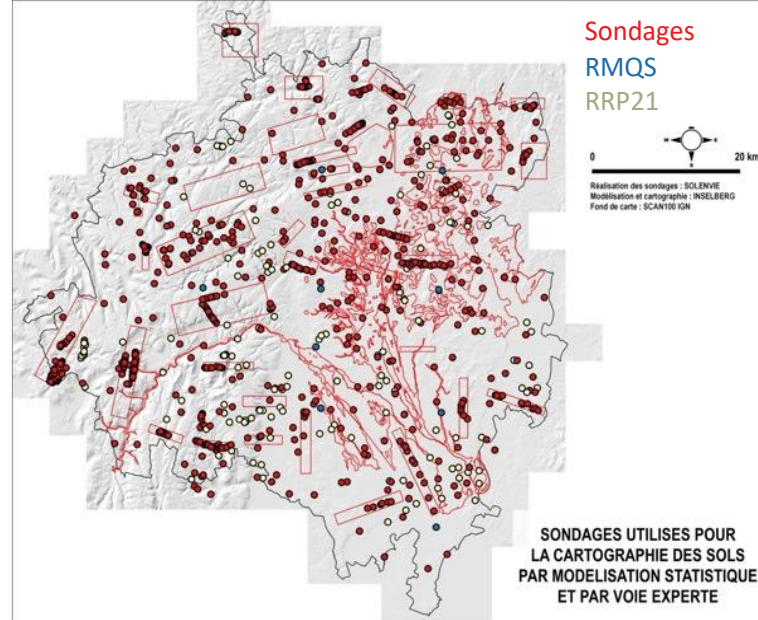 Sondages
RMQS
RRP21
0 20 km
Réalisation des sondages : SOLENVIE
Modélisation et cartographie : INSELBERG
Fond de carte : SCAN100 IGN
SONDAGES UTILISES POUR
LA CARTOGRAPHIE DES SOLS
PAR MODELISATION STATISTIQUE
ET PAR VOIE EXPERTE